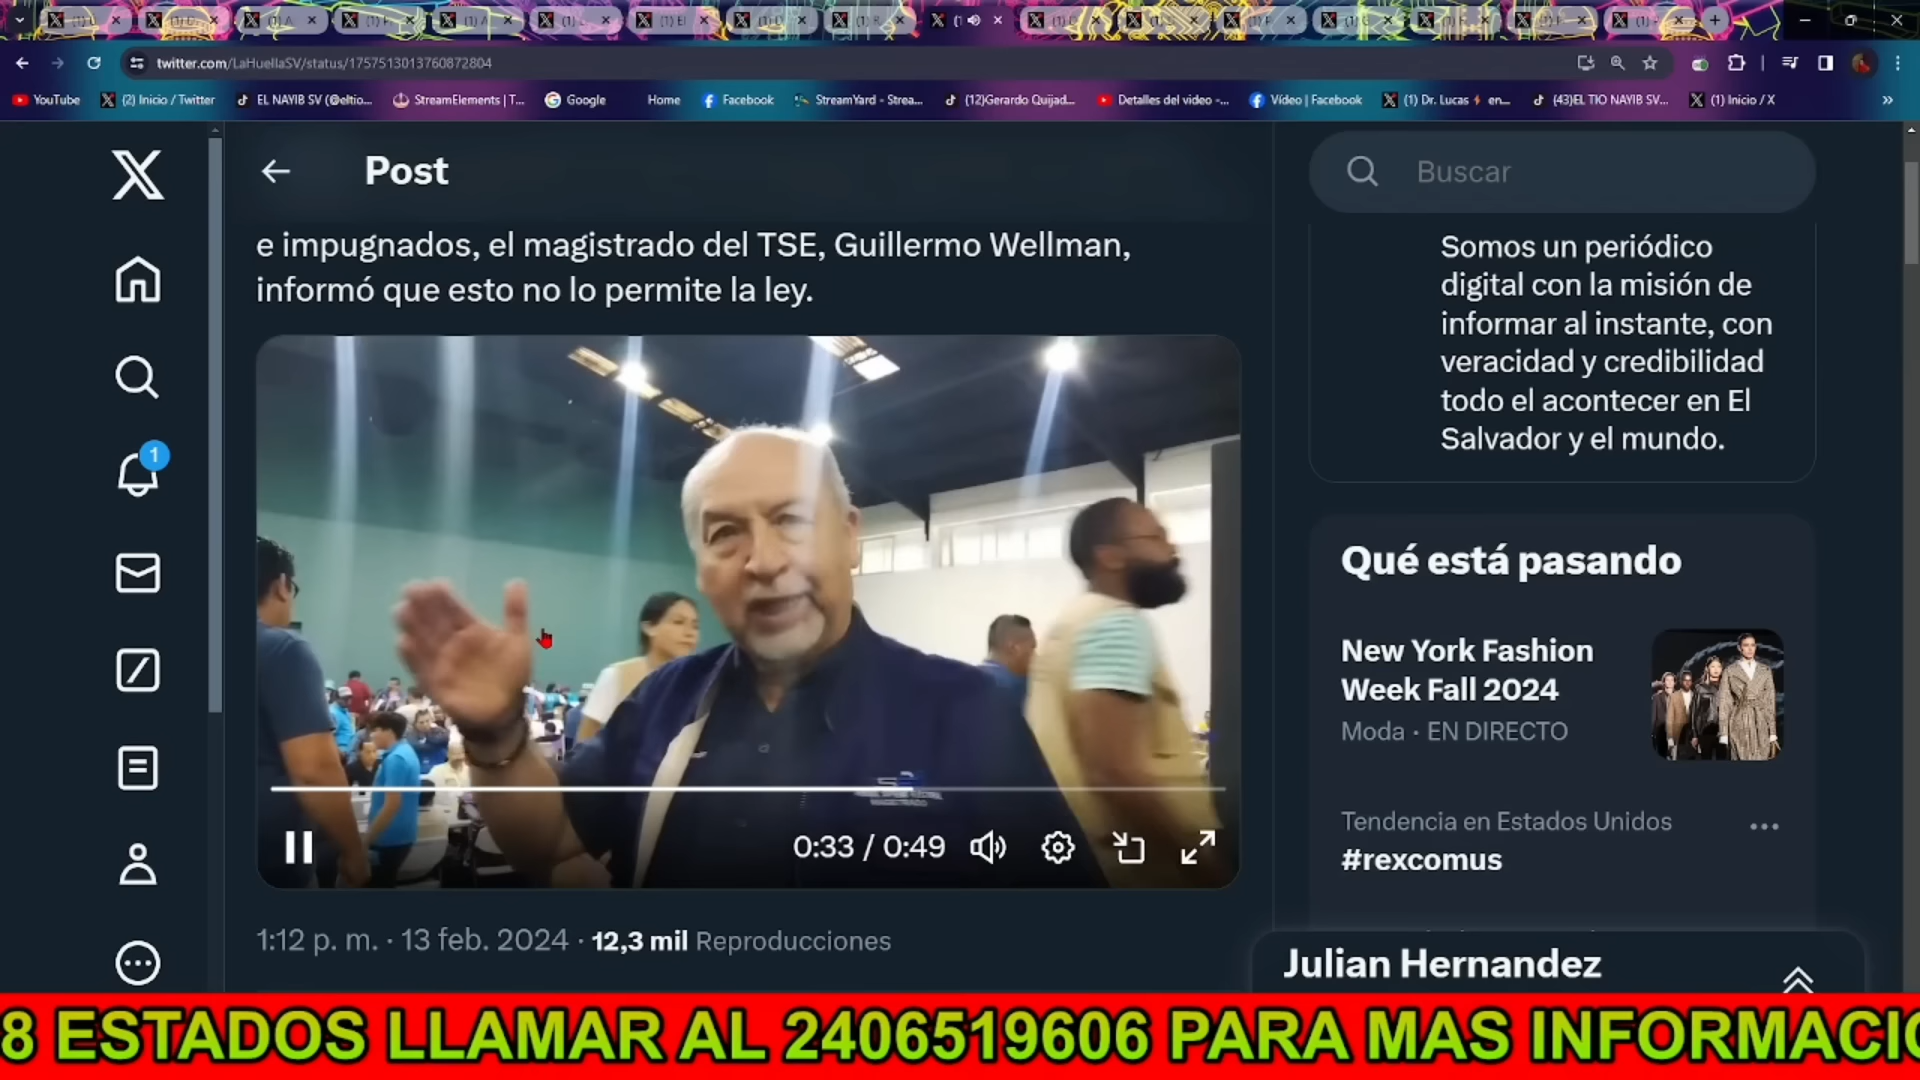 twitter.com/LaHuellaSV/status/1757513013760872804
YouTube
(2) Inicio / Twitter
EL NAYIB SV (@eltio...
StreamElements | T...
Google
Home
Facebook
StreamYard - Strea...
(12)Gerardo Quijad...
Detalles del video -...
Vídeo | Facebook
(1) Dr. Lucas⚡ en...
(43)EL TIO NAYIB SV...
(1) Inicio / X
Post
e impugnados, el magistrado del TSE, Guillermo Wellman,
informó que esto no lo permite la ley.
0:33 / 0:49
1:12 p. m. · 13 feb. 2024 · 12,3 mil Reproducciones
1
Buscar
Somos un periódico
digital con la misión de
informar al instante, con
veracidad y credibilidad
todo el acontecer en El
Salvador y el mundo.
Qué está pasando
New York Fashion
Week Fall 2024
Moda · EN DIRECTO
Tendencia en Estados Unidos
#rexcomus
Julian Hernandez
8 ESTADOS LLAMAR AL 2406519606 PARA MAS INFORMACIO